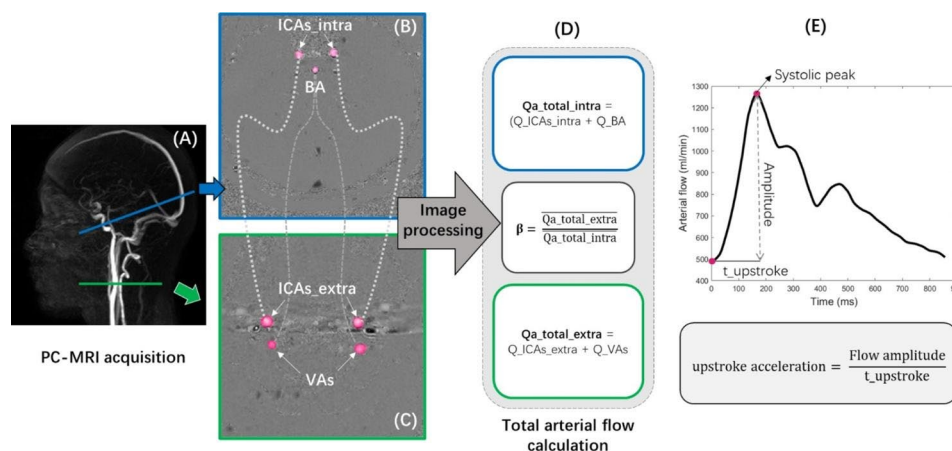 (A)
PC-MRI acquisition
(B)
ICAs_intra
BA
ICAs_extra
VAs
(C)
Image
processing
(D)
Qa_total_intra =
(Q_ICAs_intra + Q_BA
β = Qa_total_extra
Qa_total_intra
Qa_total_extra =
Q_ICAs_extra + Q_VAs
Total arterial flow
calculation
(E)
Systolic peak
Arterial flow (ml/min)
1300
1200
1100
1000
900
800
700
600
500
400
Amplitude
t_upstroke
0 100 200 300 400 500 600 700 800 900
Time (ms)
upstroke acceleration = Flow amplitude
t_upstroke